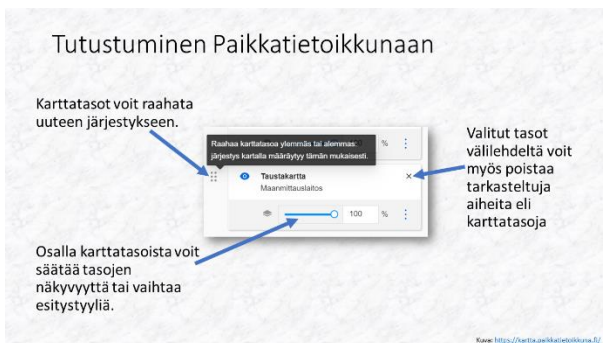 Tutustuminen Paikkatietoikkunaan
Karttatasot voit raahata
uuteen järjestykseen.
Raahaa karttatasoa ylemmäs tai alemmas:
järjestys kartalla määräytyy tämän mukaisesti.
%
Taustakartta
Maanmittauslaitos
100
%
Valitut tasot
välilehdeltä voit
myös poistaa
tarkasteltuja
aiheita eli
karttatasoja
Osalla karttatasoista voit
säätää tasojen
näkyvyyttä tai vaihtaa
esitystyyliä.
Kuva: https://kartta.paikkatietoikkuna.fi/